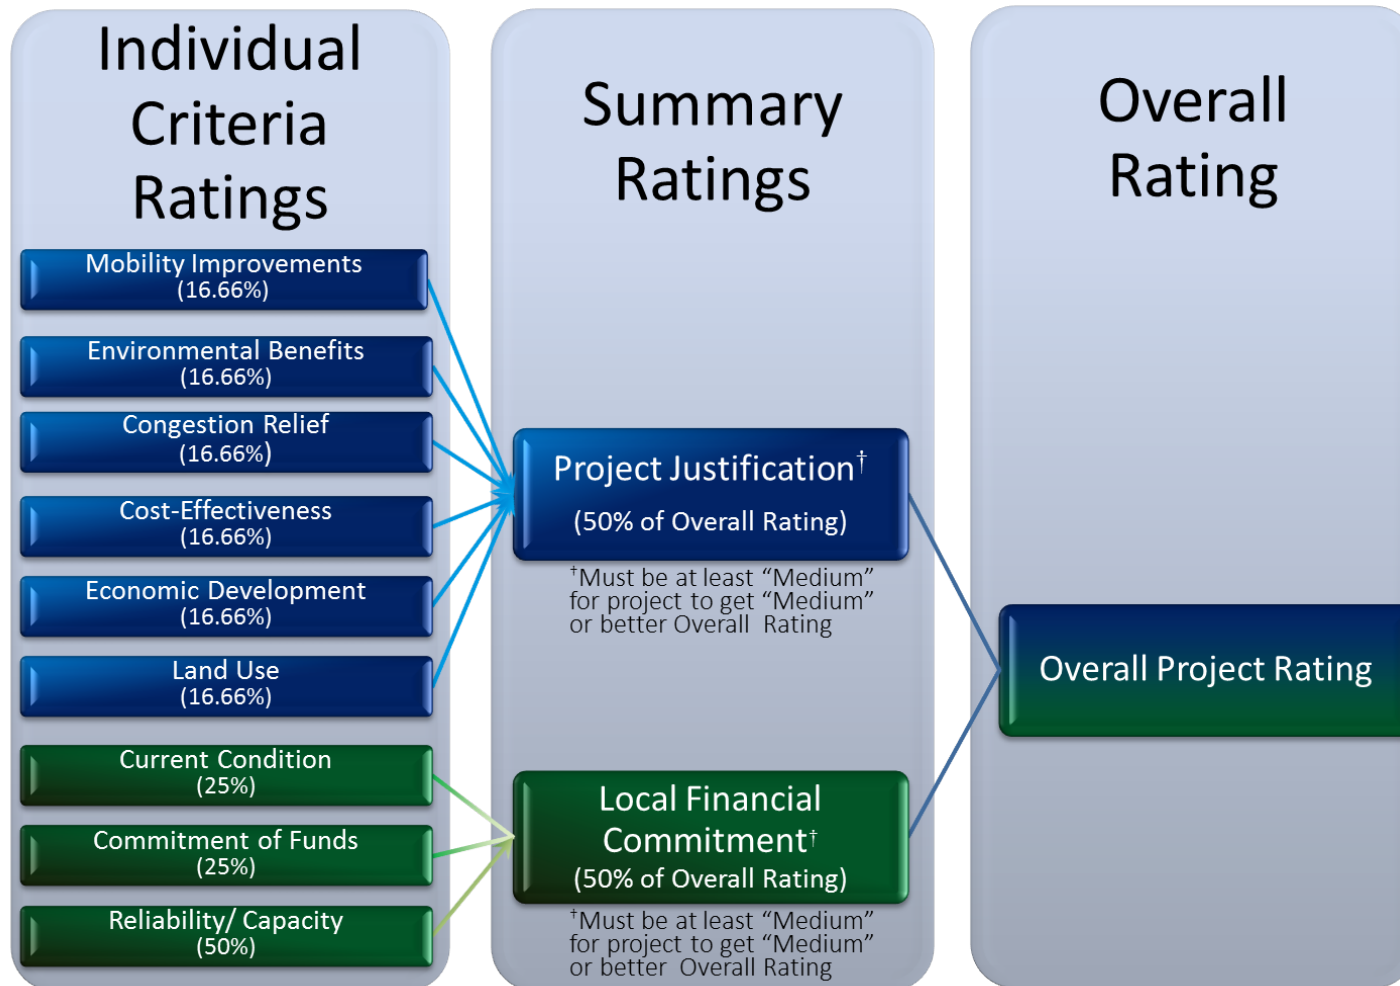 Individual
Criteria
Ratings
Mobility Improvements
(16.66%)
Environmental Benefits
(16.66%)
Congestion Relief
(16.66%)
Cost-Effectiveness
(16.66%)
Economic Development
(16.66%)
Land Use
(16.66%)
Current Condition
(25%)
Commitment of Funds
(25%)
Reliability/ Capacity
(50%)
Summary
Ratings
Project Justification†
(50% of Overall Rating)
†Must be at least “Medium”
for project to get “Medium”
or better Overall Rating
Local Financial
Commitment†
(50% of Overall Rating)
†Must be at least “Medium”
for project to get “Medium”
or better Overall Rating
Overall
Rating
Overall Project Rating